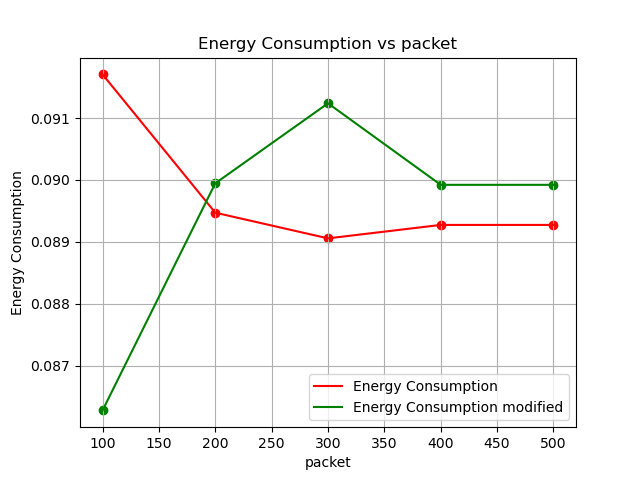 Energy Consumption vs packet
Energy Consumption
0.091
0.090
0.089
0.088
0.087
Energy Consumption
Energy Consumption modified
100 150 200 250 300 350 400 450 500
packet